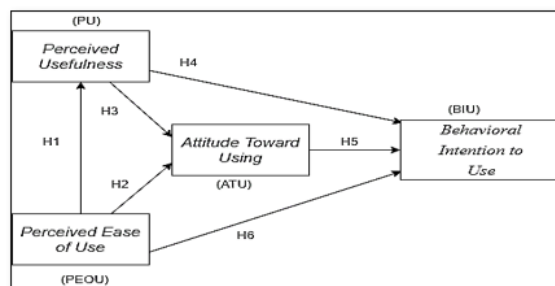 (PU)
Perceived
Usefulness
H4
H3
(BIU)
Behavioral
Intention to
Use
Attitude Toward
Using
H5
H1
(ATU)
H2
Perceived Ease
of Use
H6
(PEOU)